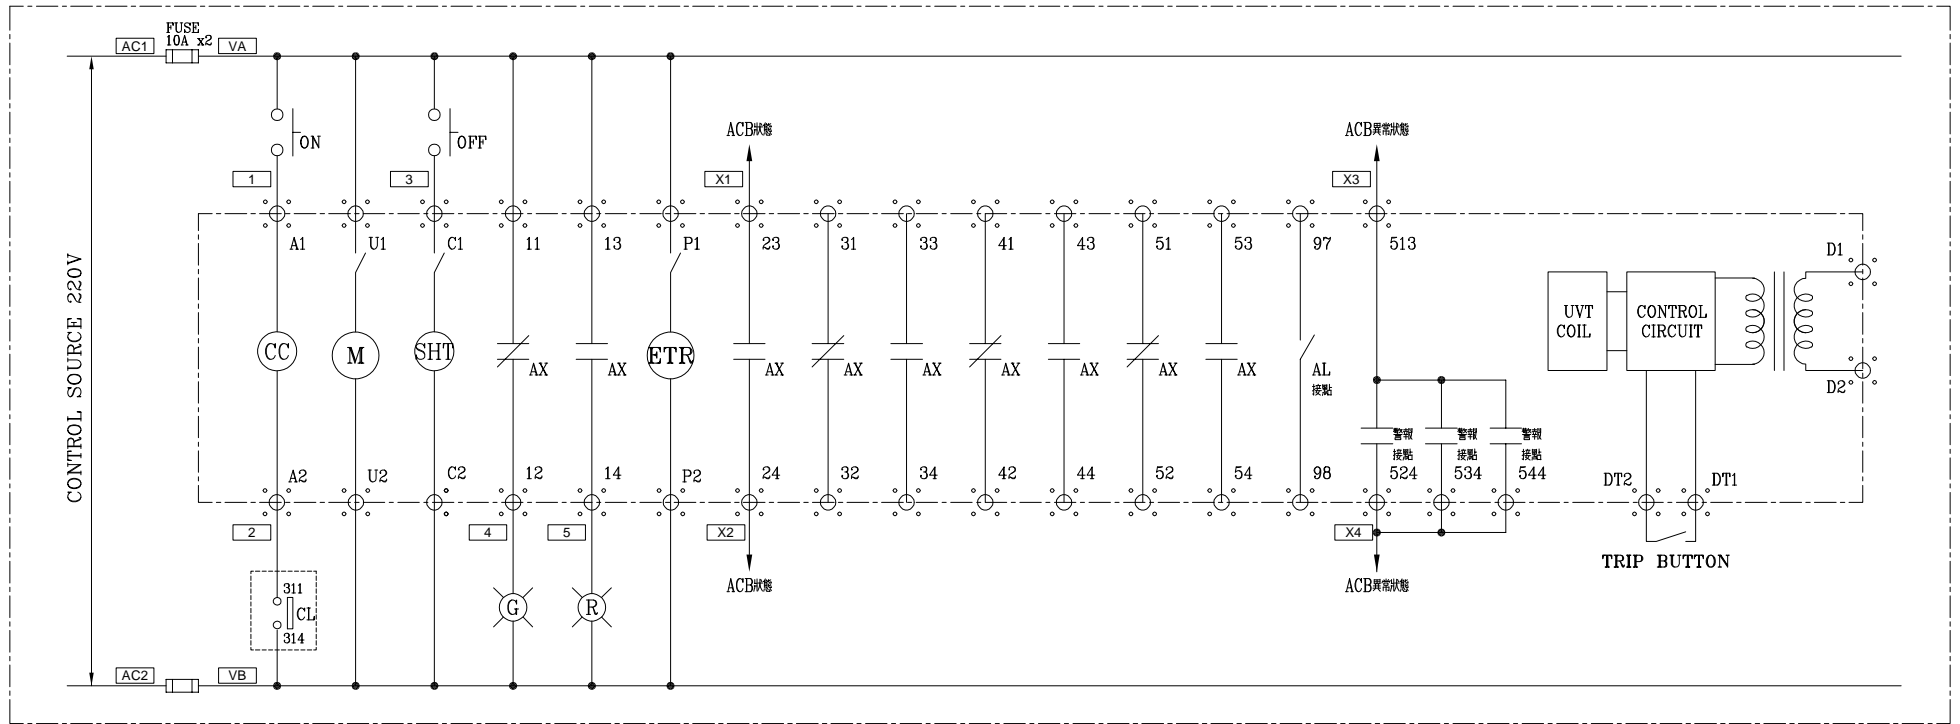 FUSE
10A x2
AC1
VA
ON
OFF
ACB狀態
ACB異常狀態
1
3
X1
X3
A1
U1
C1
11
13
P1
23
31
33
41
43
51
53
97
513
D1
CONTROL SOURCE 220V
CC
M
SHT
AX
AX
ETR
AX
AX
AX
AX
AX
AX
AX
AL
接點
UVT
COIL
CONTROL
CIRCUIT
D2
警報
接點
警報
接點
警報
接點
A2
U2
C2
12
14
P2
24
32
34
42
44
52
54
98
524
534
544
DT2
DT1
2
4
5
X2
X4
TRIP BUTTON
ACB狀態
ACB異常狀態
311
CL
314
G
R
AC2
VB